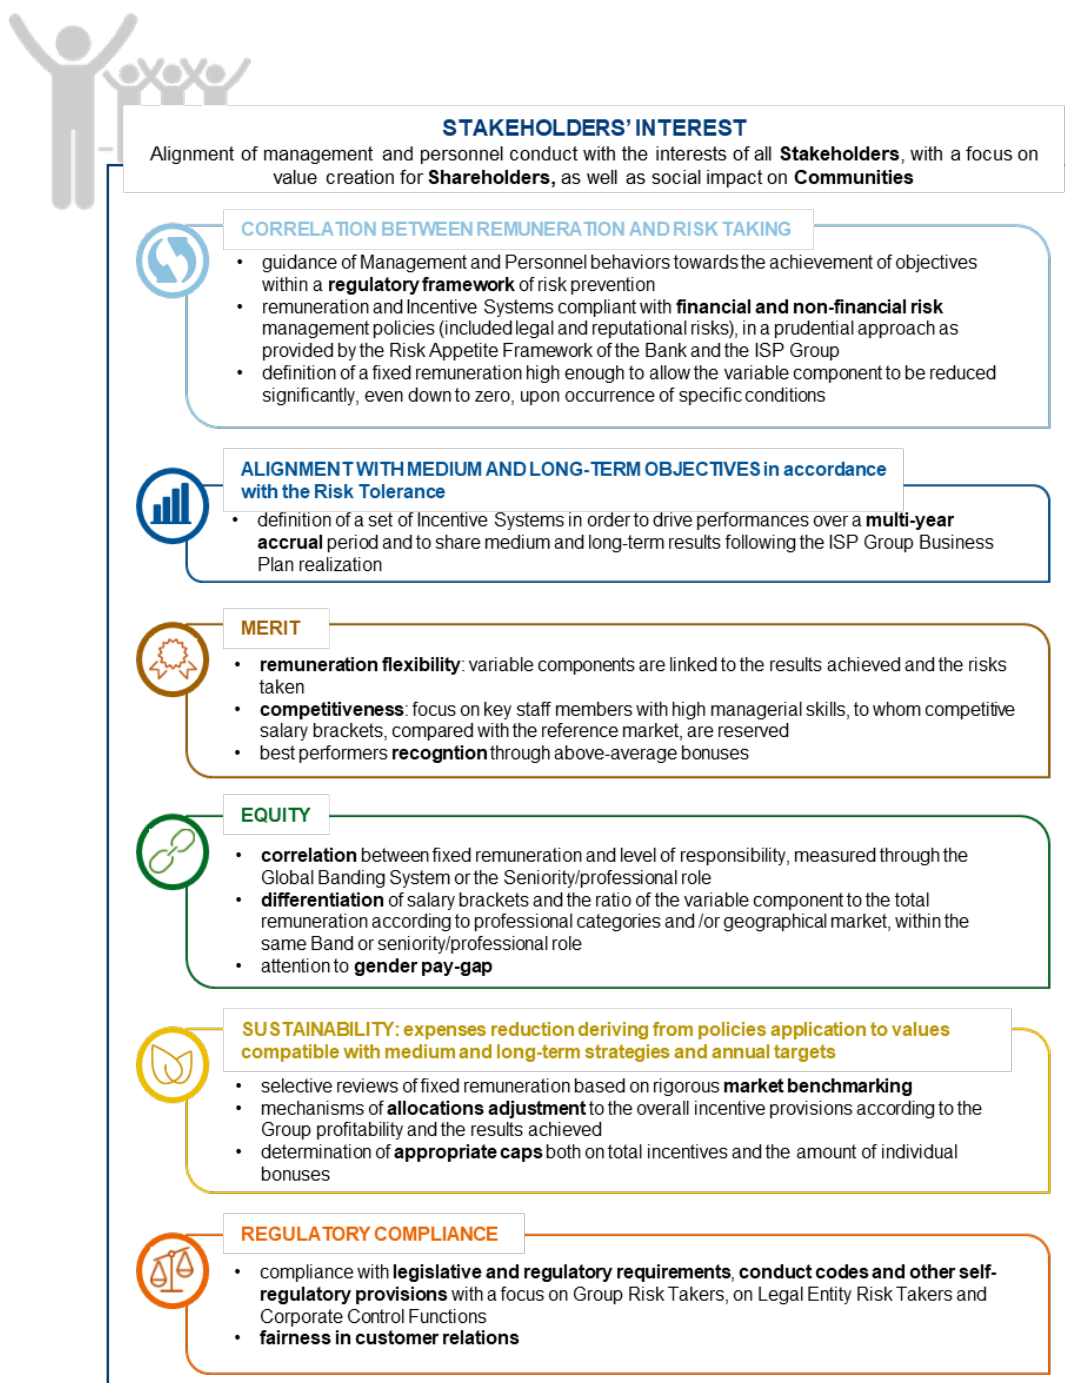 STAKEHOLDERS' INTEREST
Alignment of management and personnel conduct with the interests of all Stakeholders, with a focus on
value creation for Shareholders, as well as social impact on Communities
CORRELATION BETWEEN REMUNERATION AND RISK TAKING
• guidance of Management and Personnel behaviors towards the achievement of objectives
within a regulatory framework of risk prevention
• remuneration and Incentive Systems compliant with financial and non-financial risk
management policies (included legal and reputational risks), in a prudential approach as
provided by the Risk Appetite Framework of the Bank and the ISP Group
• definition of a fixed remuneration high enough to allow the variable component to be reduced
significantly, even down to zero, upon occurrence of specific conditions
ALIGNMENT WITH MEDIUM AND LONG-TERM OBJECTIVES in accordance
with the Risk Tolerance
• definition of a set of Incentive Systems in order to drive performances over a multi-year
accrual period and to share medium and long-term results following the ISP Group Business
Plan realization
MERIT
• remuneration flexibility: variable components are linked to the results achieved and the risks
taken
• competitiveness: focus on key staff members with high managerial skills, to whom competitive
salary brackets, compared with the reference market, are reserved
• best performers recogntion through above-average bonuses
EQUITY
• correlation between fixed remuneration and level of responsibility, measured through the
Global Banding System or the Seniority/professional role
• differentiation of salary brackets and the ratio of the variable component to the total
remuneration according to professional categories and /or geographical market, within the
same Band or seniority/professional role
• attention to gender pay-gap
SUSTAINABILITY: expenses reduction deriving from policies application to values
compatible with medium and long-term strategies and annual targets
• selective reviews of fixed remuneration based on rigorous market benchmarking
• mechanisms of allocations adjustment to the overall incentive provisions according to the
Group profitability and the results achieved
• determination of appropriate caps both on total incentives and the amount of individual
bonuses
REGULATORY COMPLIANCE
• compliance with legislative and regulatory requirements, conduct codes and other self-
regulatory provisions with a focus on Group Risk Takers, on Legal Entity Risk Takers and
Corporate Control Functions
• fairness in customer relations